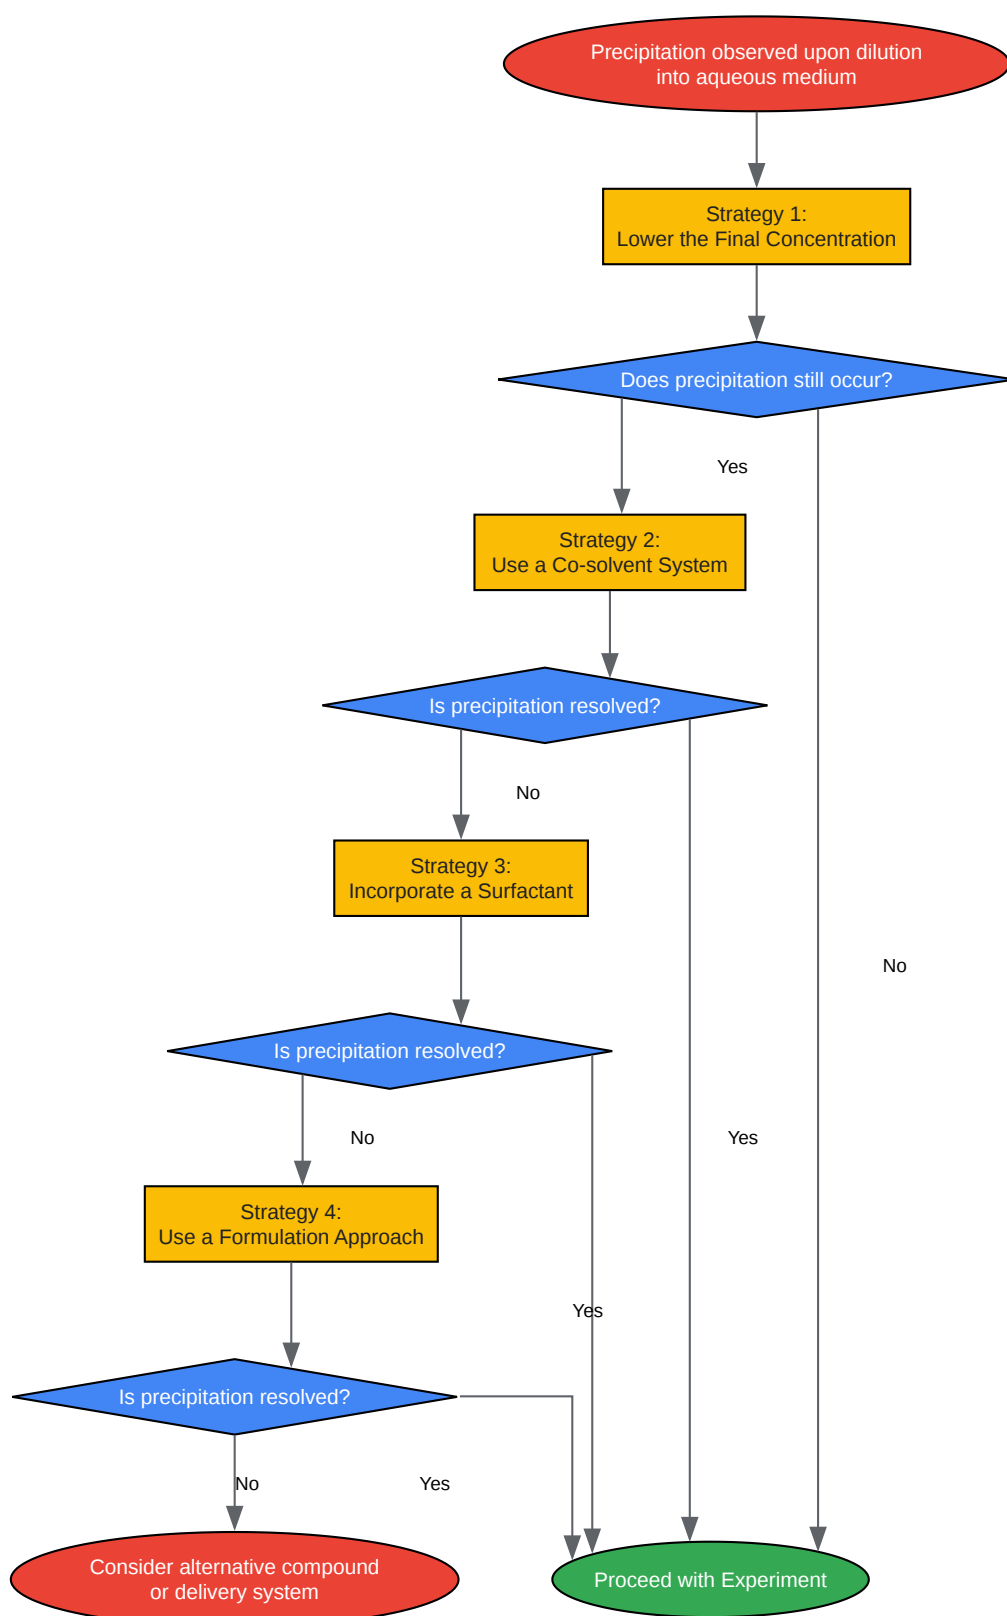 Precipitation observed upon dilution
into aqueous medium
Strategy 1:
Lower the Final Concentration
Does precipitation still occur?
Yes
Strategy 2:
Use a Co-solvent System
Is precipitation resolved?
No
Strategy 3:
Incorporate a Surfactant
No
Is precipitation resolved?
No
Yes
Strategy 4:
Use a Formulation Approach
Yes
Is precipitation resolved?
No
Yes
Consider alternative compound
or delivery system
Proceed with Experiment